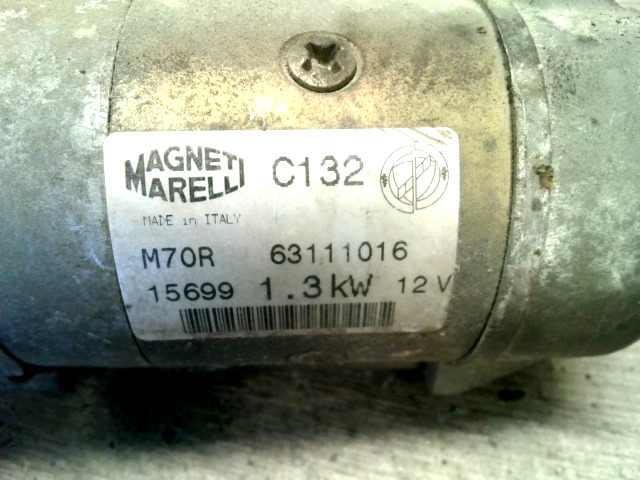 MAGNETI MARELLI C132
MADE in ITALY
M70R 63111016
15699 1.3kW 12V